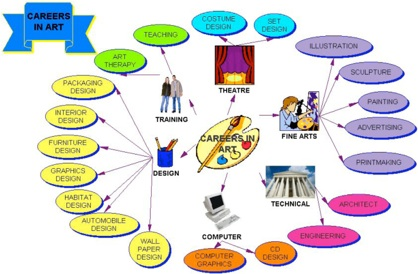 CAREERS
IN ART
COSTUME
DESIGN
SET
DESIGN
TEACHING
ART
THERAPY
ILLUSTRATION
SCULPTURE
PAINTING
ADVERTISING
PRINTMAKING
THEATRE
TRAINING
FINE ARTS
PACKAGING
DESIGN
INTERIOR
DESIGN
FURNITURE
DESIGN
GRAPHICS
DESIGN
HABITAT
DESIGN
AUTOMOBILE
DESIGN
WALL
PAPER
DESIGN
DESIGN
CAREERS IN
ART
TECHNICAL
ARCHITECT
ENGINEERING
COMPUTER
COMPUTER
GRAPHICS
CD
DESIGN